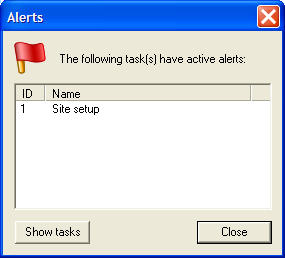 Alerts
The following task(s) have active alerts:
ID Name
1 Site setup
Show tasks Close